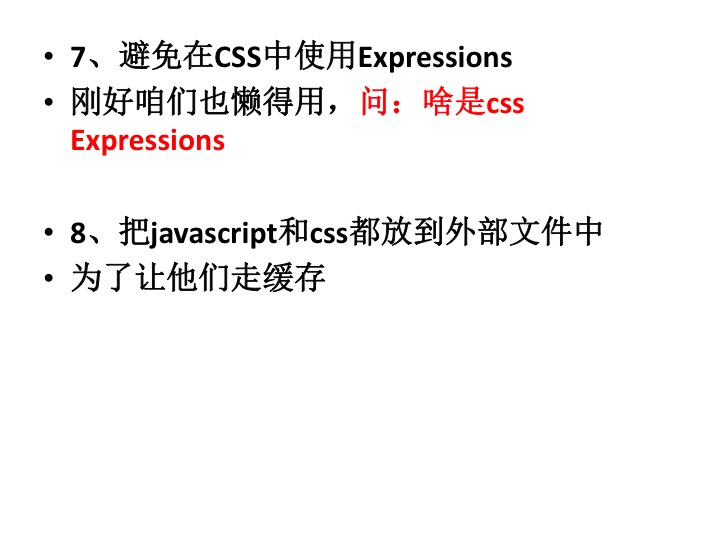 • 7、避免在CSS中使用Expressions
• 刚好咱们也懒得用，问：啥是css
Expressions
• 8、把javascript和css都放到外部文件中
• 为了让他们走缓存